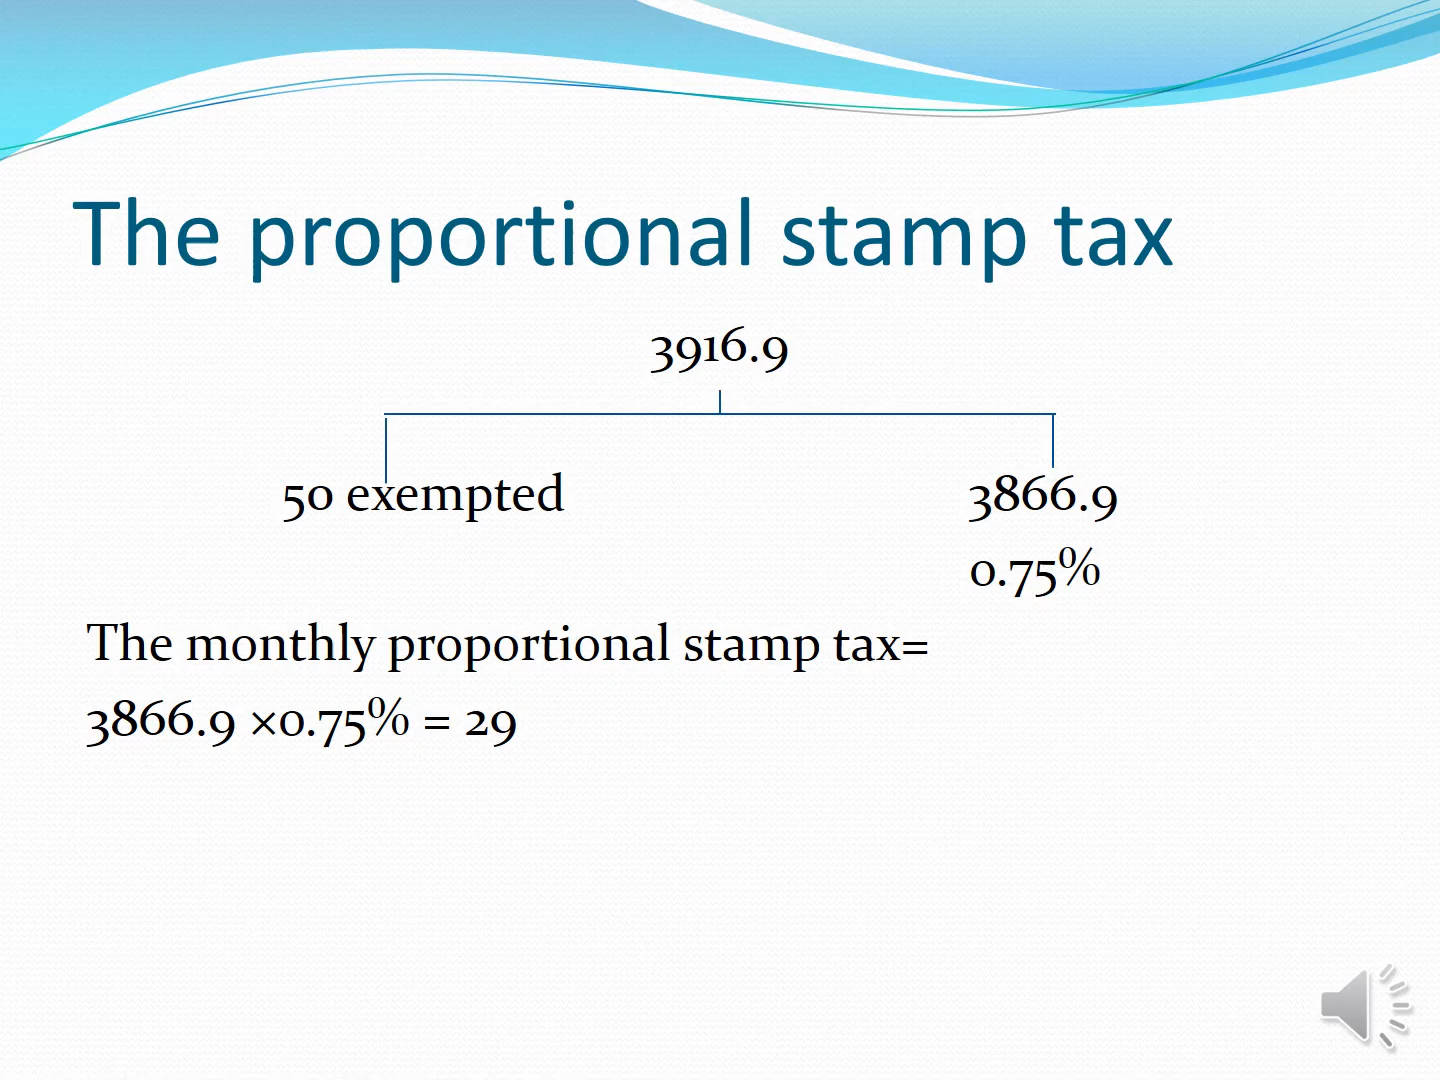 The proportional stamp tax
3916.9
50 exempted 3866.9
0.75%
The monthly proportional stamp tax=
3866.9 ×0.75% = 29